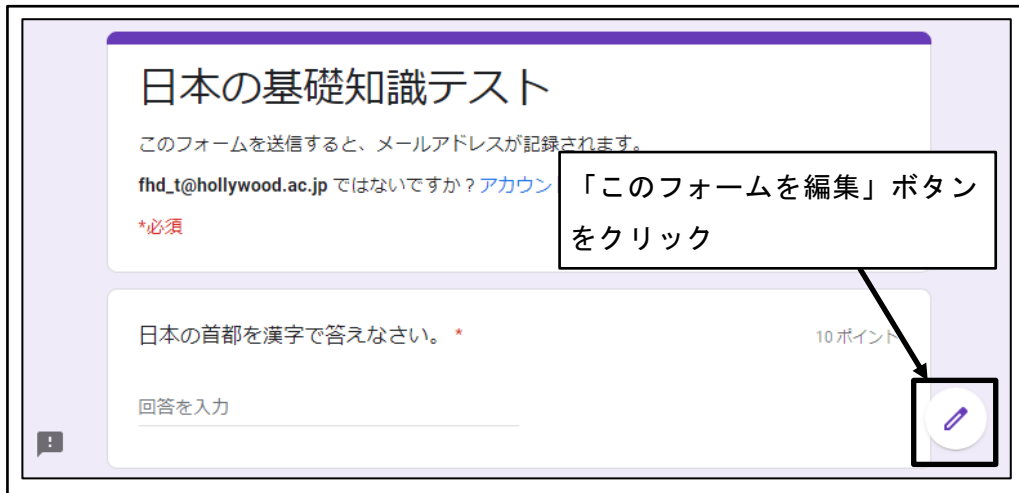 日本の基礎知識テスト
このフォームを送信すると、メールアドレスが記録されます。
fhd_t@hollywood.ac.jp ではないですか？アカウン
*必須
「このフォームを編集」ボタン
をクリック
日本の首都を漢字で答えなさい。 *
10 ポイント
回答を入力